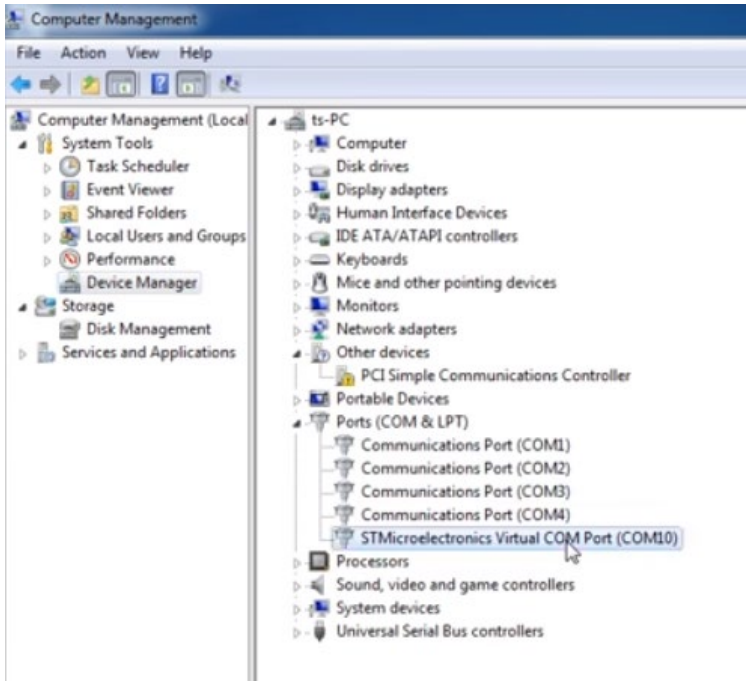 Computer Management
File Action View Help
Computer Management (Local
System Tools
Task Scheduler
Event Viewer
Shared Folders
Local Users and Groups
Performance
Device Manager
Storage
Disk Management
Services and Applications
ts-PC
Computer
Disk drives
Display adapters
Human Interface Devices
IDE ATA/ATAPI controllers
Keyboards
Mice and other pointing devices
Monitors
Network adapters
Other devices
PCI Simple Communications Controller
Portable Devices
Ports (COM & LPT)
Communications Port (COM1)
Communications Port (COM2)
Communications Port (COM3)
Communications Port (COM4)
STMicroelectronics Virtual COM Port (COM10)
Processors
Sound, video and game controllers
System devices
Universal Serial Bus controllers